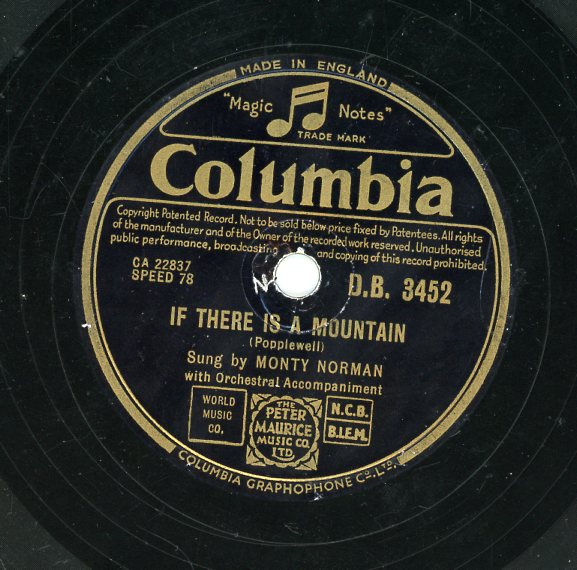 MADE IN ENGLAND
"Magic Notes"
TRADE MARK
Columbia
Copyright Patented Record. Not to be sold below price fixed by Patentees. All rights
of the manufacturer and of the Owner of the recorded work reserved. Unauthorised
public performance, broadcasting and copying of this record prohibited.
CA 22837
SPEED 78
N
D.B. 3452
IF THERE IS A MOUNTAIN
(Popplewell)
Sung by MONTY NORMAN
with Orchestral Accompaniment
WORLD
MUSIC
CO.
THE
PETER
MAURICE
MUSIC CO.
LTD.
N.C.B.
B.I.E.M.
COLUMBIA GRAPHOPHONE CO. LTD.